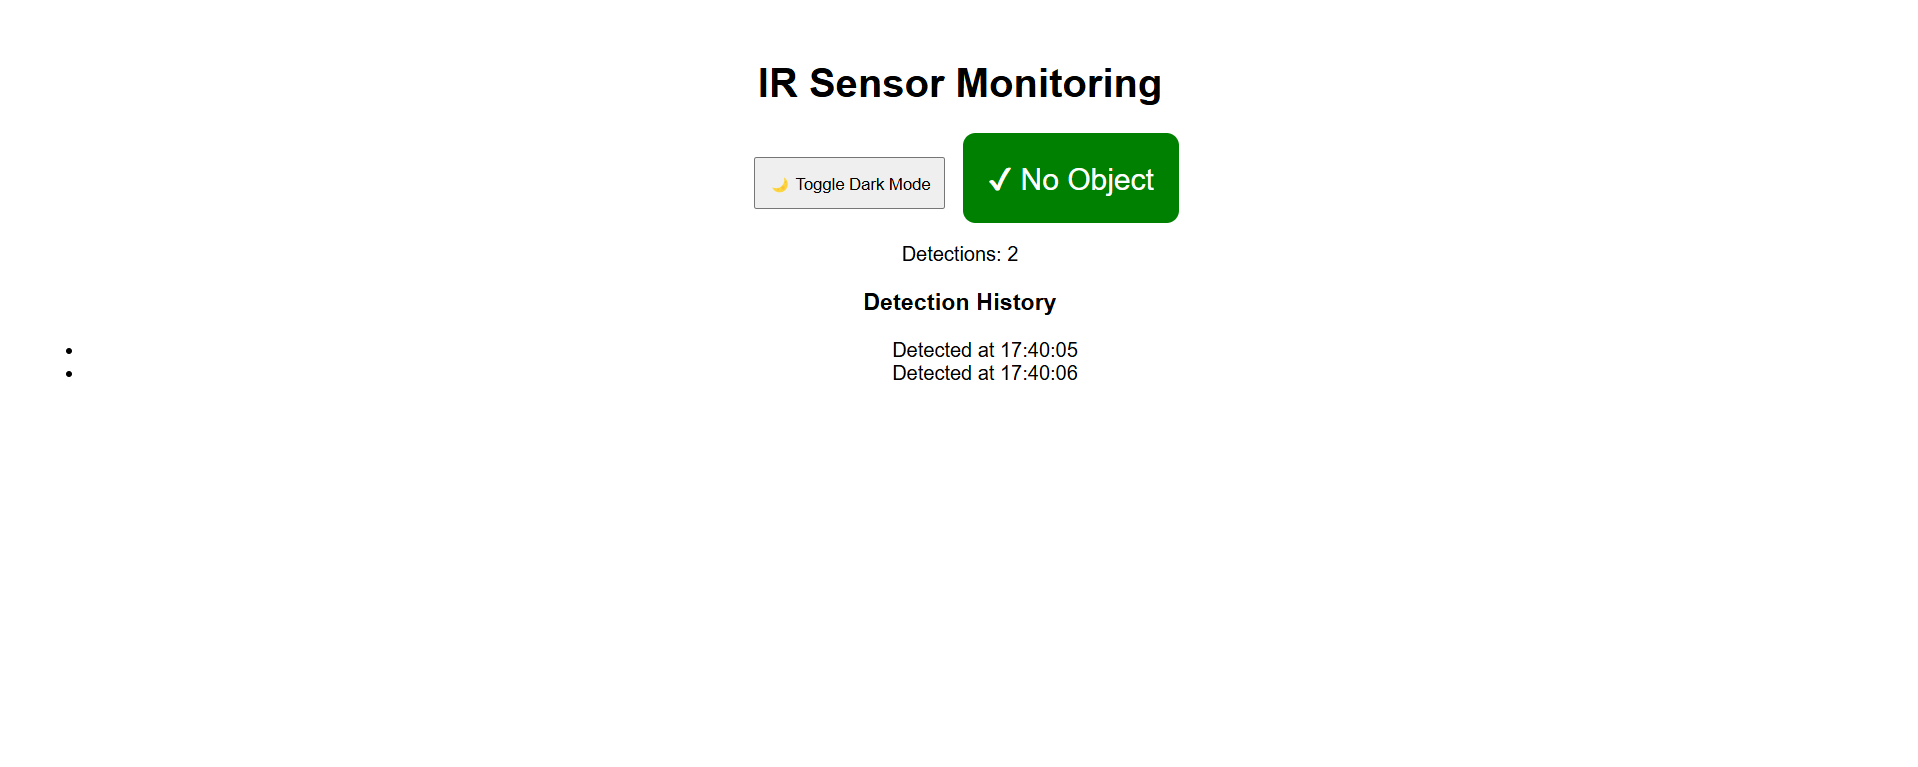 IR Sensor Monitoring
🌙 Toggle Dark Mode
✓ No Object
Detections: 2
Detection History
• Detected at 17:40:05
• Detected at 17:40:06